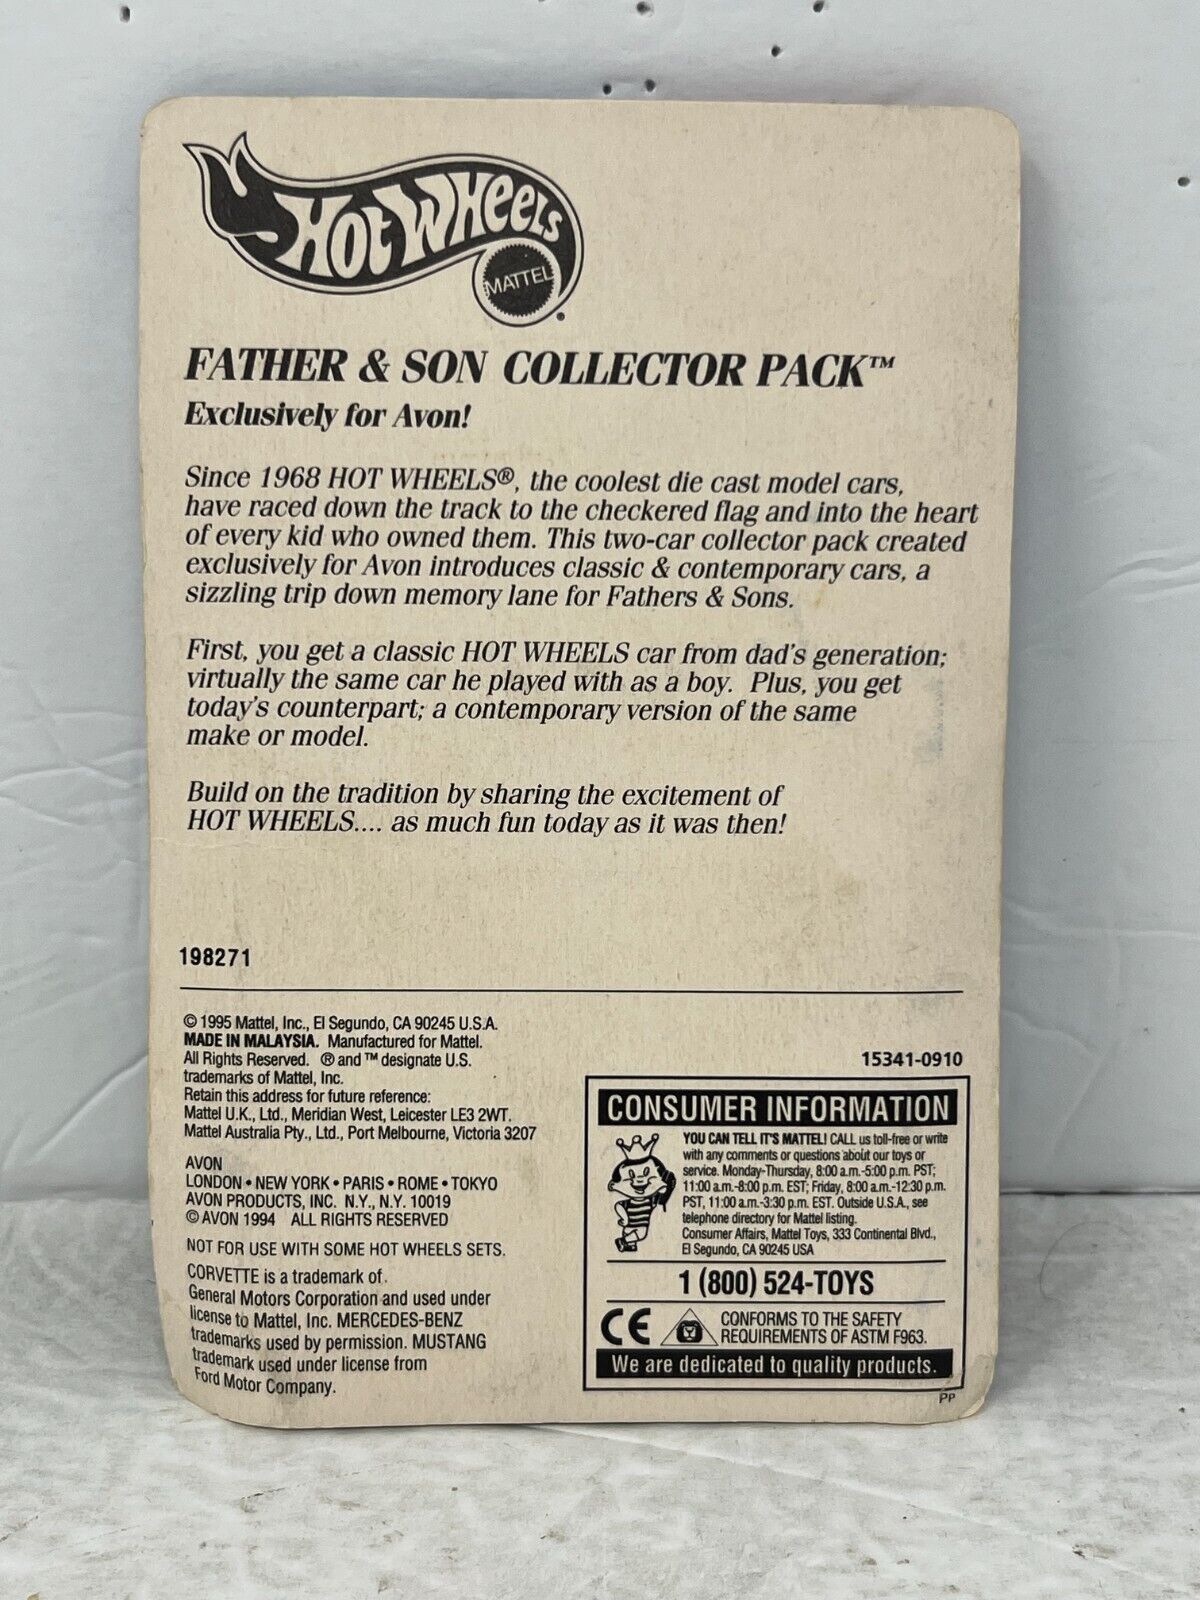 Hot Wheels
MATTEL
FATHER & SON COLLECTOR PACK™
Exclusively for Avon!
Since 1968 HOT WHEELS®, the coolest die cast model cars,
have raced down the track to the checkered flag and into the heart
of every kid who owned them. This two-car collector pack created
exclusively for Avon introduces classic & contemporary cars, a
sizzling trip down memory lane for Fathers & Sons.
First, you get a classic HOT WHEELS car from dad's generation;
virtually the same car he played with as a boy. Plus, you get
today's counterpart; a contemporary version of the same
make or model.
Build on the tradition by sharing the excitement of
HOT WHEELS.... as much fun today as it was then!
198271
© 1995 Mattel, Inc., El Segundo, CA 90245 U.S.A.
MADE IN MALAYSIA. Manufactured for Mattel.
All Rights Reserved. ® and ™ designate U.S.
trademarks of Mattel, Inc.
Retain this address for future reference:
Mattel U.K., Ltd., Meridian West, Leicester LE3 2WT.
Mattel Australia Pty., Ltd., Port Melbourne, Victoria 3207
AVON
LONDON • NEW YORK • PARIS • ROME • TOKYO
AVON PRODUCTS, INC. N.Y., N.Y. 10019
© AVON 1994 ALL RIGHTS RESERVED
NOT FOR USE WITH SOME HOT WHEELS SETS.
CORVETTE is a trademark of
General Motors Corporation and used under
license to Mattel, Inc. MERCEDES-BENZ
trademarks used by permission. MUSTANG
trademark used under license from
Ford Motor Company.
15341-0910
CONSUMER INFORMATION
YOU CAN TELL IT'S MATTEL! CALL us toll-free or write
with any comments or questions about our toys or
service. Monday-Thursday, 8:00 a.m.-5:00 p.m. PST;
11:00 a.m.-8:00 p.m. EST; Friday, 8:00 a.m.-12:30 p.m.
PST, 11:00 a.m.-3:30 p.m. EST. Outside U.S.A., see
telephone directory for Mattel listing.
Consumer Affairs, Mattel Toys, 333 Continental Blvd.,
El Segundo, CA 90245 USA
1 (800) 524-TOYS
CE
CONFORMS TO THE SAFETY
REQUIREMENTS OF ASTM F963.
We are dedicated to quality products.
PP